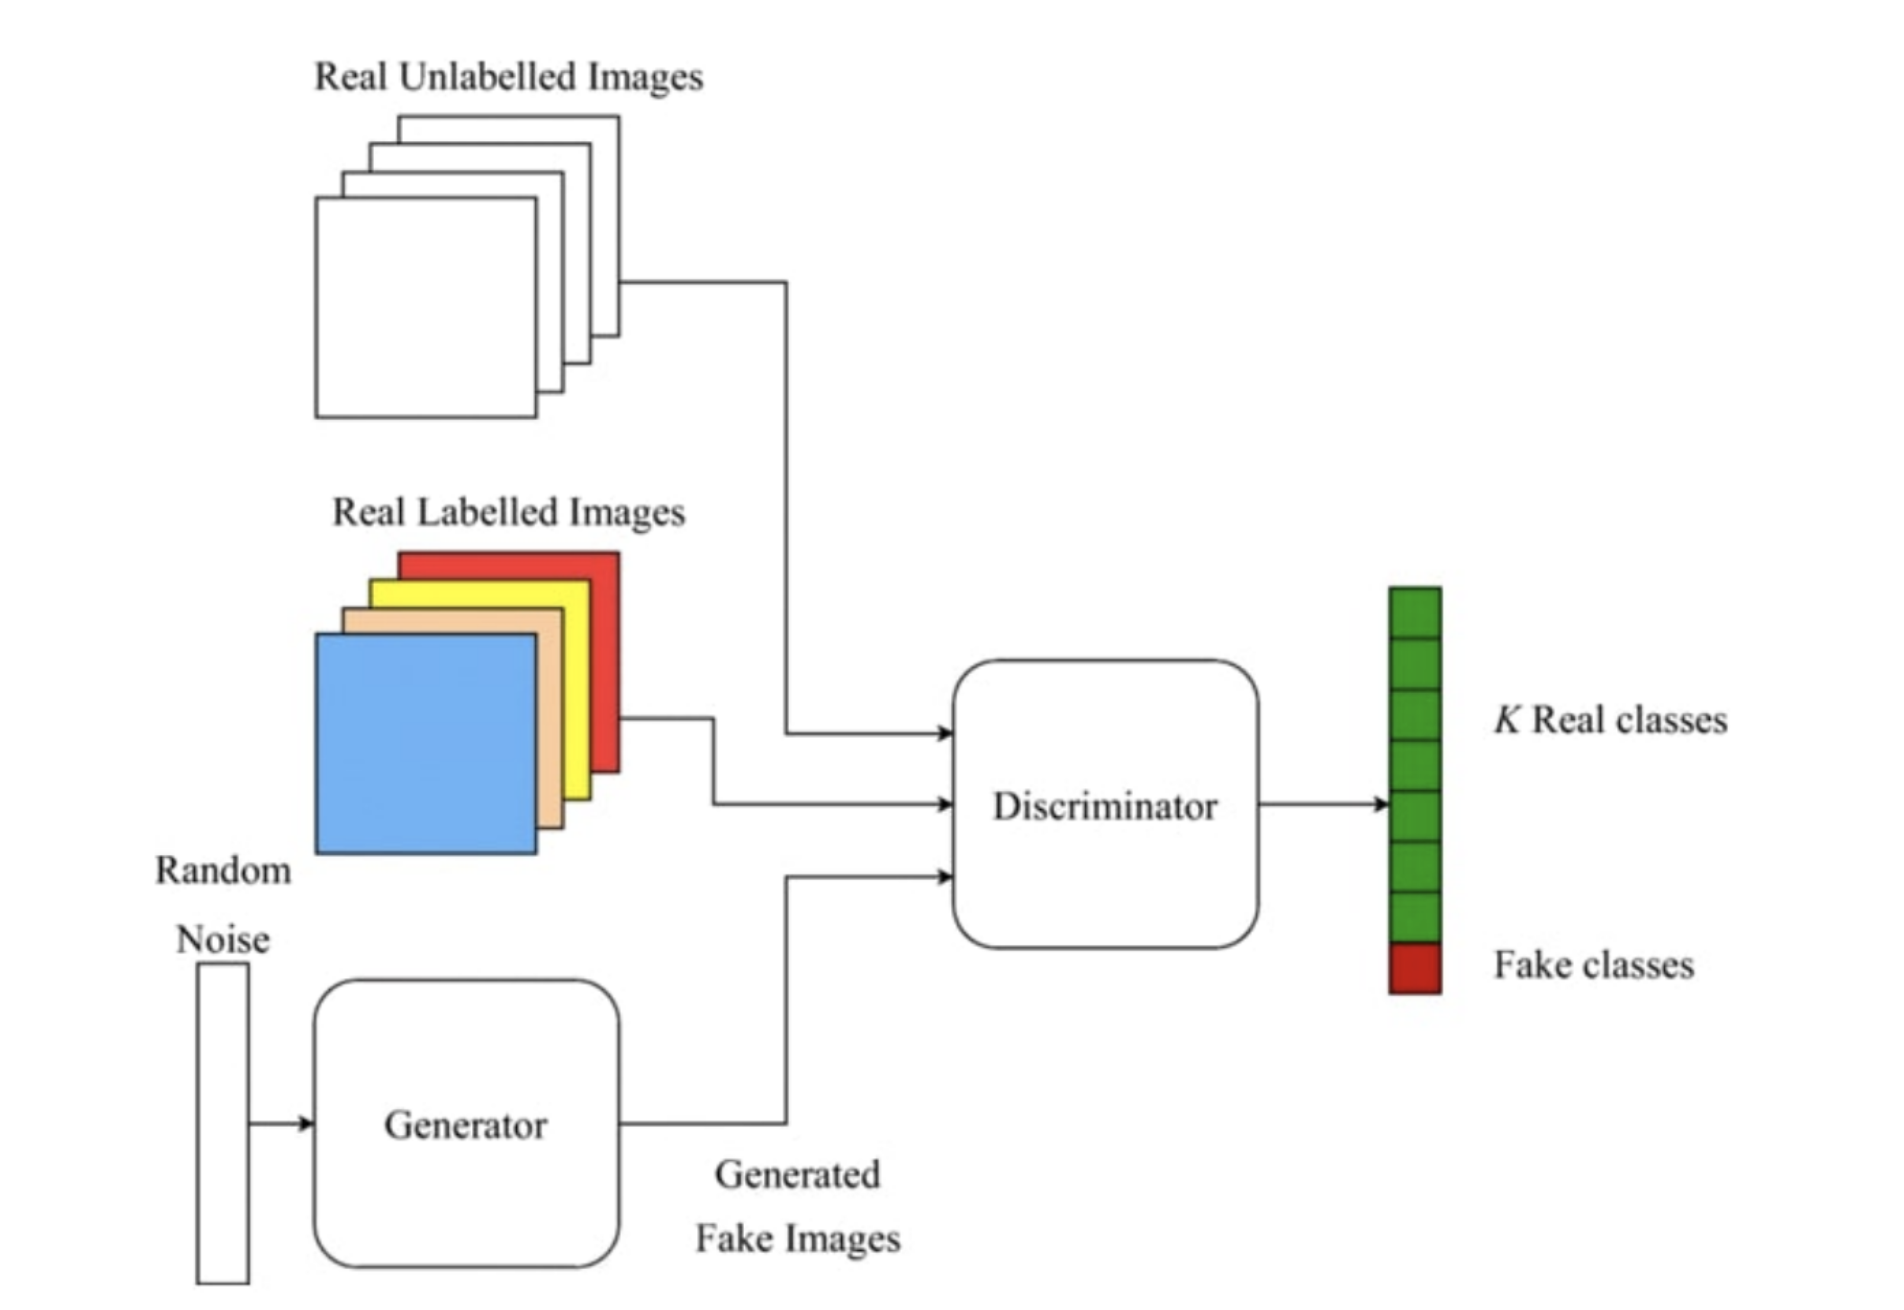 Real Unlabelled Images
Real Labelled Images
Random
Noise
Generator
Generated
Fake Images
Discriminator
K Real classes
Fake classes